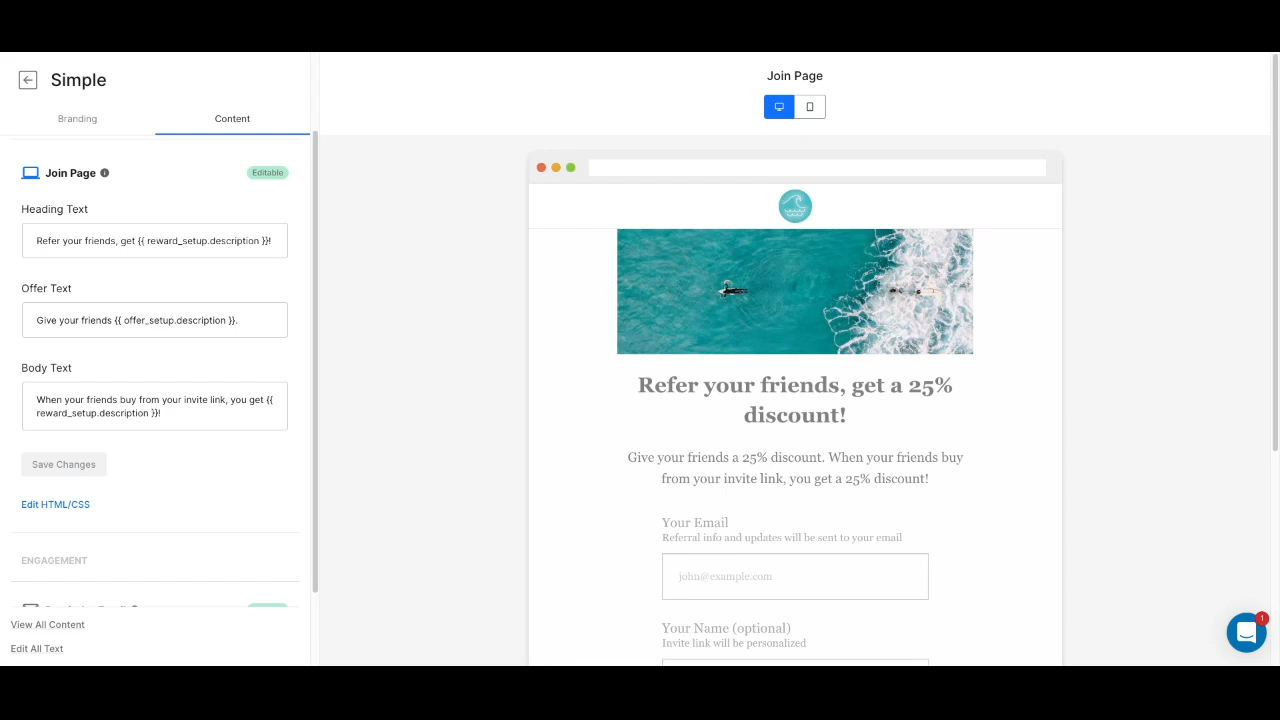 Simple
Branding
Content
Join Page
Editable
Heading Text
Refer your friends, get {{ reward_setup.description }}!
Offer Text
Give your friends {{ offer_setup.description }}.
Body Text
When your friends buy from your invite link, you get {{
reward_setup.description }}!
Save Changes
Edit HTML/CSS
ENGAGEMENT
View All Content
Edit All Text
Join Page
Refer your friends, get a 25%
discount!
Give your friends a 25% discount. When your friends buy
from your invite link, you get a 25% discount!
Your Email
Referral info and updates will be sent to your email
john@example.com
Your Name (optional)
Invite link will be personalized
1